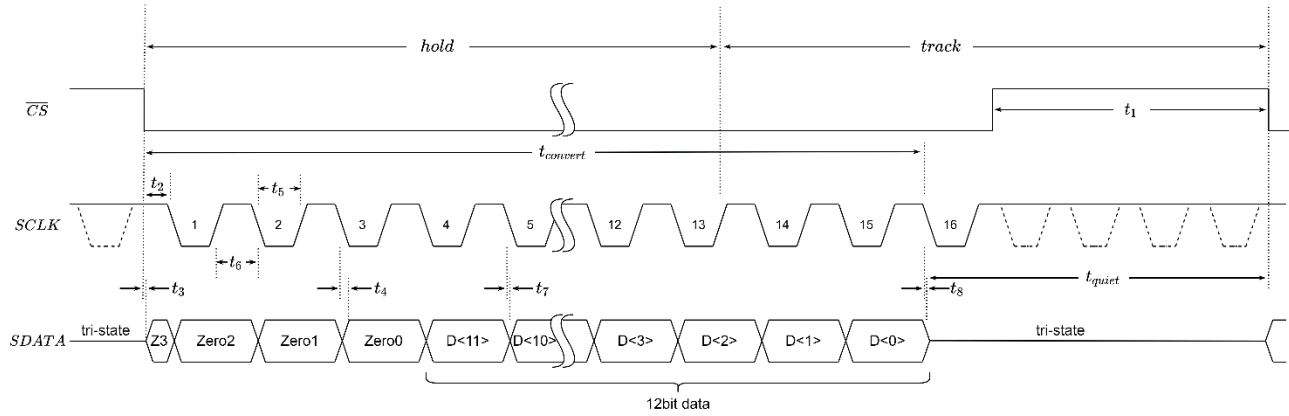 hold track
CS
t1
tconvert
t2 t5
SCLK 1 2 3 4 5 12 13 14 15 16
t6
t3 t4 t7 t8 tquiet
SDATA tri-state Z3 Zero2 Zero1 Zero0 D<11> D<10> D<3> D<2> D<1> D<0> tri-state
12bit data